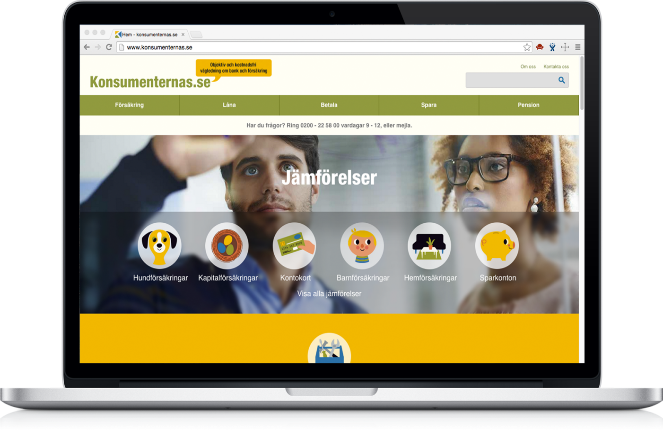 Hem - konsumenternas.se
www.konsumenternas.se
Objektiv och kostnadsfri
vägledning om bank och försäkring
Om oss Kontakta oss
Konsumenternas.se
Försäkring Låna Betala Spara Pension
Har du frågor? Ring 0200 - 22 58 00 vardagar 9 - 12, eller mejla.
Jämförelser
Hundförsäkringar Kapitalförsäkringar Kontokort Barnförsäkringar Hemförsäkringar Sparkonton
Visa alla jämförelser